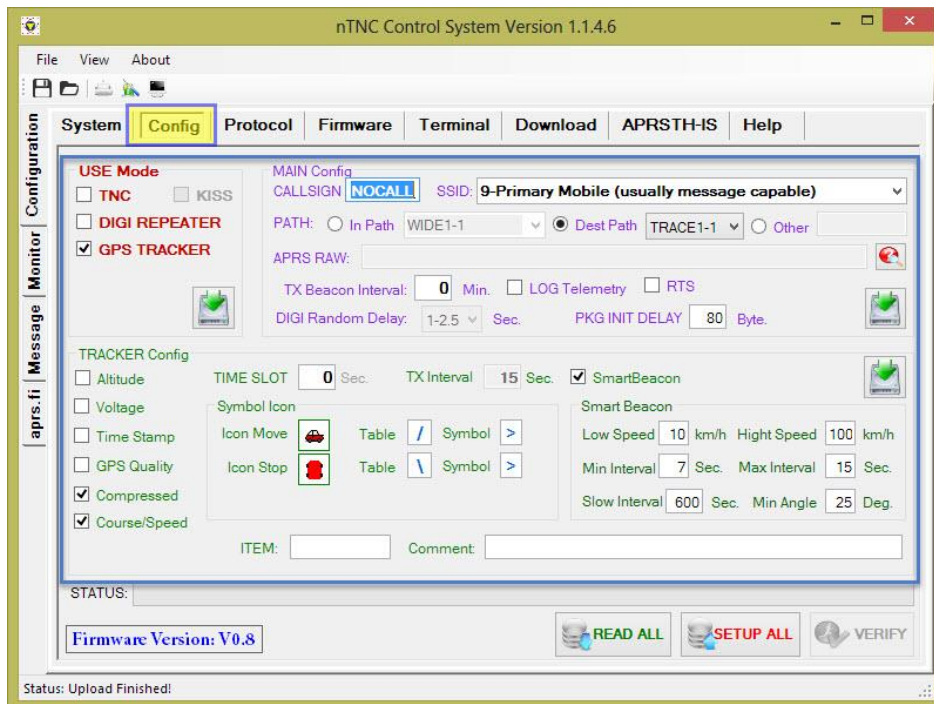 nTNC Control System Version 1.1.4.6
File View About
Configuration
Monitor
Message
aprs.fi
System Config Protocol Firmware Terminal Download APRSTH-IS Help
USE Mode
TNC KISS
DIGI REPEATER
GPS TRACKER
MAIN Config
CALLSIGN NOCALL SSID: 9-Primary Mobile (usually message capable)
PATH: In Path WIDE1-1 Dest Path TRACE1-1 Other
APRS RAW:
TX Beacon Interval: 0 Min. LOG Telemetry RTS
DIGI Random Delay: 1-2.5 Sec. PKG INIT DELAY 80 Byte.
TRACKER Config
Altitude
Voltage
Time Stamp
GPS Quality
Compressed
Course/Speed
TIME SLOT 0 Sec. TX Interval 15 Sec. SmartBeacon
Symbol Icon
Icon Move Table / Symbol >
Icon Stop Table \ Symbol >
Smart Beacon
Low Speed 10 km/h Hight Speed 100 km/h
Min Interval 7 Sec. Max Interval 15 Sec.
Slow Interval 600 Sec. Min Angle 25 Deg.
ITEM: Comment:
STATUS:
Firmware Version: V0.8
READ ALL SETUP ALL VERIFY
Status: Upload Finished!